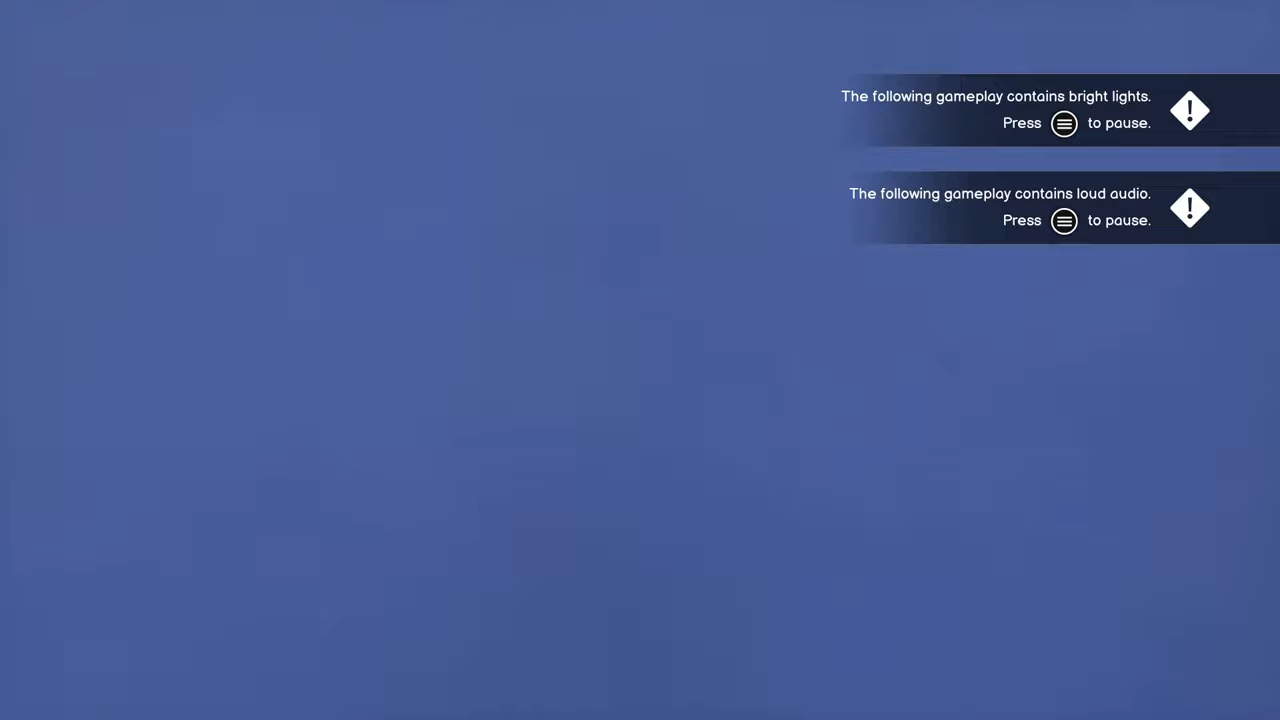 The following gameplay contains bright lights.
Press to pause.
The following gameplay contains loud audio.
Press to pause.